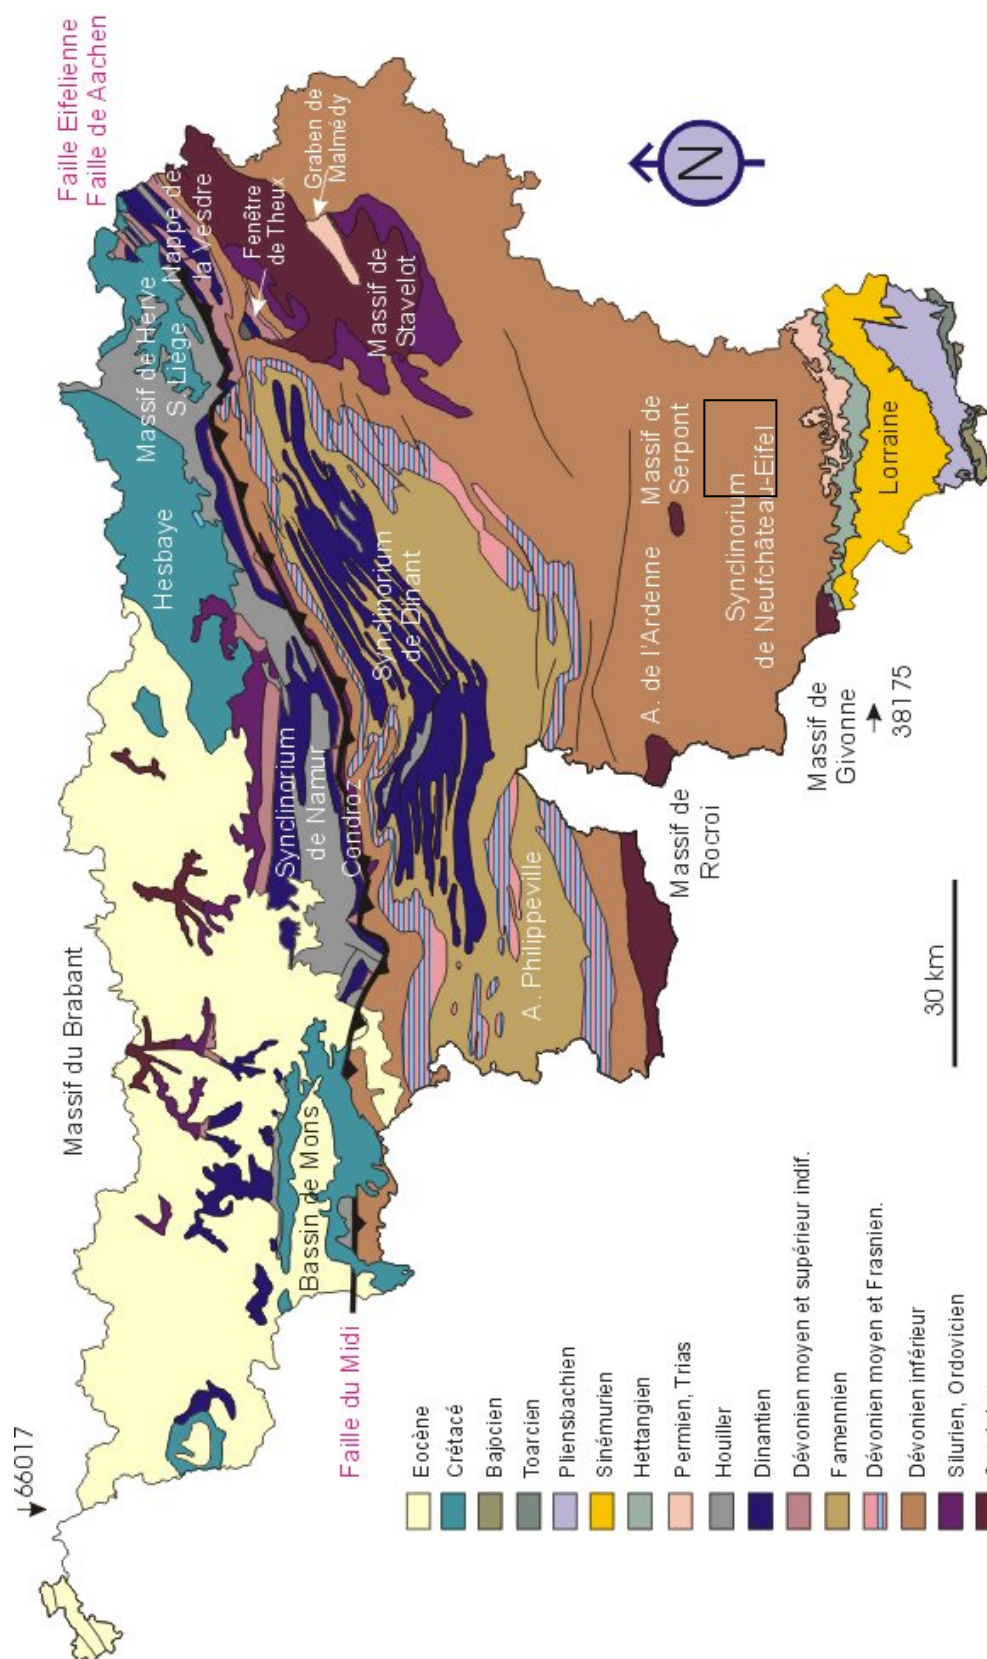 66017
Massif du Brabant
Faille Eifelienne
Faille de Aachen
Hesbaye
Massif de Herve
S. Liège
Nappe de
la Vesdre
Fenêtre
de Theux
Graben de
Malmédy
Massif de
Stavelot
N
Bassin de Mons
Synclinorium
de Namur
Condroz
Synclinorium
de Dinant
Faille du Midi
A. Philippeville
A. de l'Ardenne
Massif de
Serpont
Synclinorium
de Neufchâteau-Eifel
Massif de
Rocroi
Massif de
Givonne
38175
Lorraine
30 km
Eocène
Crétacé
Bajocien
Toarcien
Pliensbachien
Sinémurien
Hettangien
Permien, Trias
Houiller
Dinantien
Dévonien moyen et supérieur indif.
Famennien
Dévonien moyen et Frasnien.
Dévonien inférieur
Silurien, Ordovicien